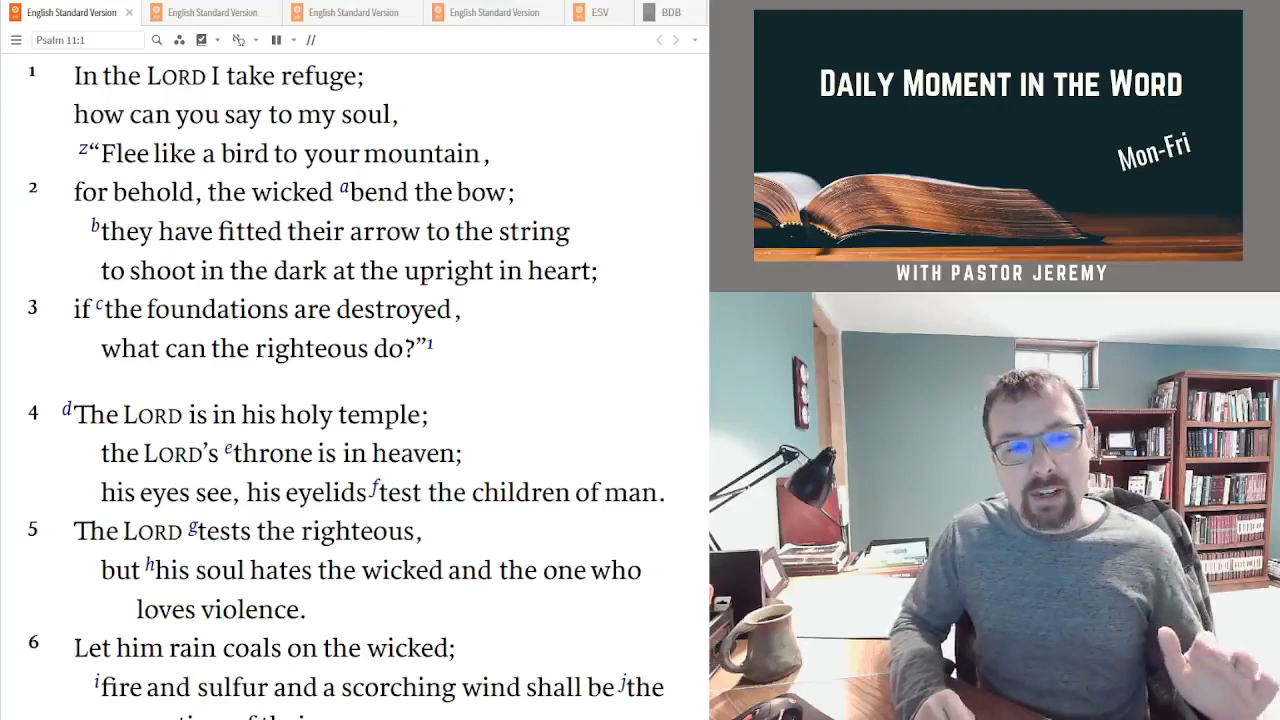 English Standard Version
English Standard Version
English Standard Version
English Standard Version
ESV
BDB
Psalm 11:1
//
1 In the LORD I take refuge;
how can you say to my soul,
z“Flee like a bird to your mountain,
2 for behold, the wicked abend the bow;
bthey have fitted their arrow to the string
to shoot in the dark at the upright in heart;
3 if cthe foundations are destroyed,
what can the righteous do?”1
4 dThe LORD is in his holy temple;
the LORD’s ethrone is in heaven;
his eyes see, his eyelids ftest the children of man.
5 The LORD gtests the righteous,
but hhis soul hates the wicked and the one who
loves violence.
6 Let him rain coals on the wicked;
ifire and sulfur and a scorching wind shall be jthe
DAILY MOMENT IN THE WORD
Mon-Fri
WITH PASTOR JEREMY